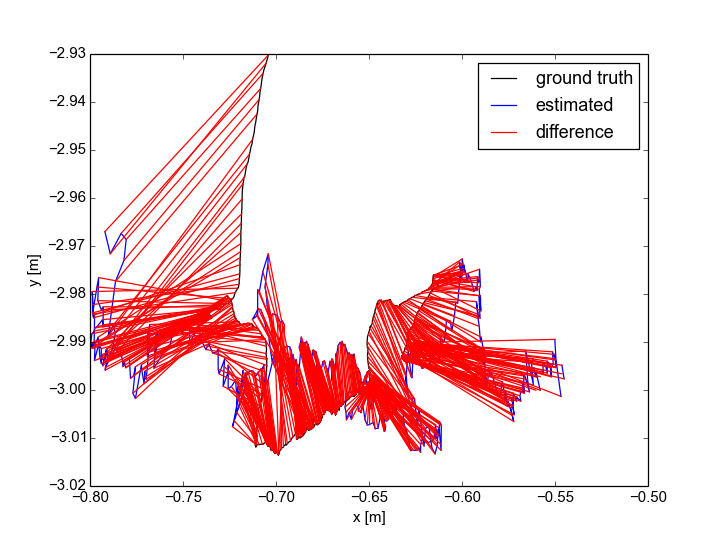 −2.93
−2.94
−2.95
−2.96
−2.97
−2.98
−2.99
−3.00
−3.01
−3.02
y [m]
ground truth
estimated
difference
−0.80 −0.75 −0.70 −0.65 −0.60 −0.55 −0.50
x [m]